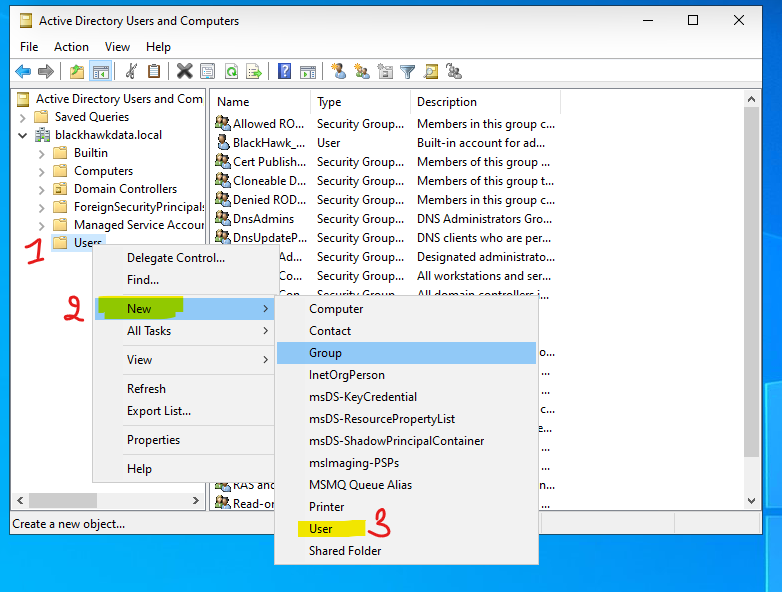 Active Directory Users and Computers
File Action View Help
Active Directory Users and Com
Saved Queries
blackhawkdata.local
Builtin
Computers
Domain Controllers
ForeignSecurityPrincipals
Managed Service Accour
1 Users
Name Type Description
Allowed RO... Security Group... Members in this group c...
BlackHawk_... User Built-in account for ad...
Cert Publish... Security Group... Members of this group ...
Cloneable D... Security Group... Members of this group t...
Denied ROD... Security Group... Members in this group c...
DnsAdmins Security Group... DNS Administrators Gro...
DnsUpdateP... Security Group... DNS clients who are per...
Ad... Security Group... Designated administrato...
Co... Security Group... All workstations and ser...
Con... Security Group... All domain controllers i...
o...
...
...
c...
e...
...
...
RAS and n...
Read-or ...
Delegate Control...
Find...
2 New
All Tasks
View
Refresh
Export List...
Properties
Help
Computer
Contact
Group
InetOrgPerson
msDS-KeyCredential
msDS-ResourcePropertyList
msDS-ShadowPrincipalContainer
msImaging-PSPs
MSMQ Queue Alias
Printer
User 3
Shared Folder
Create a new object...